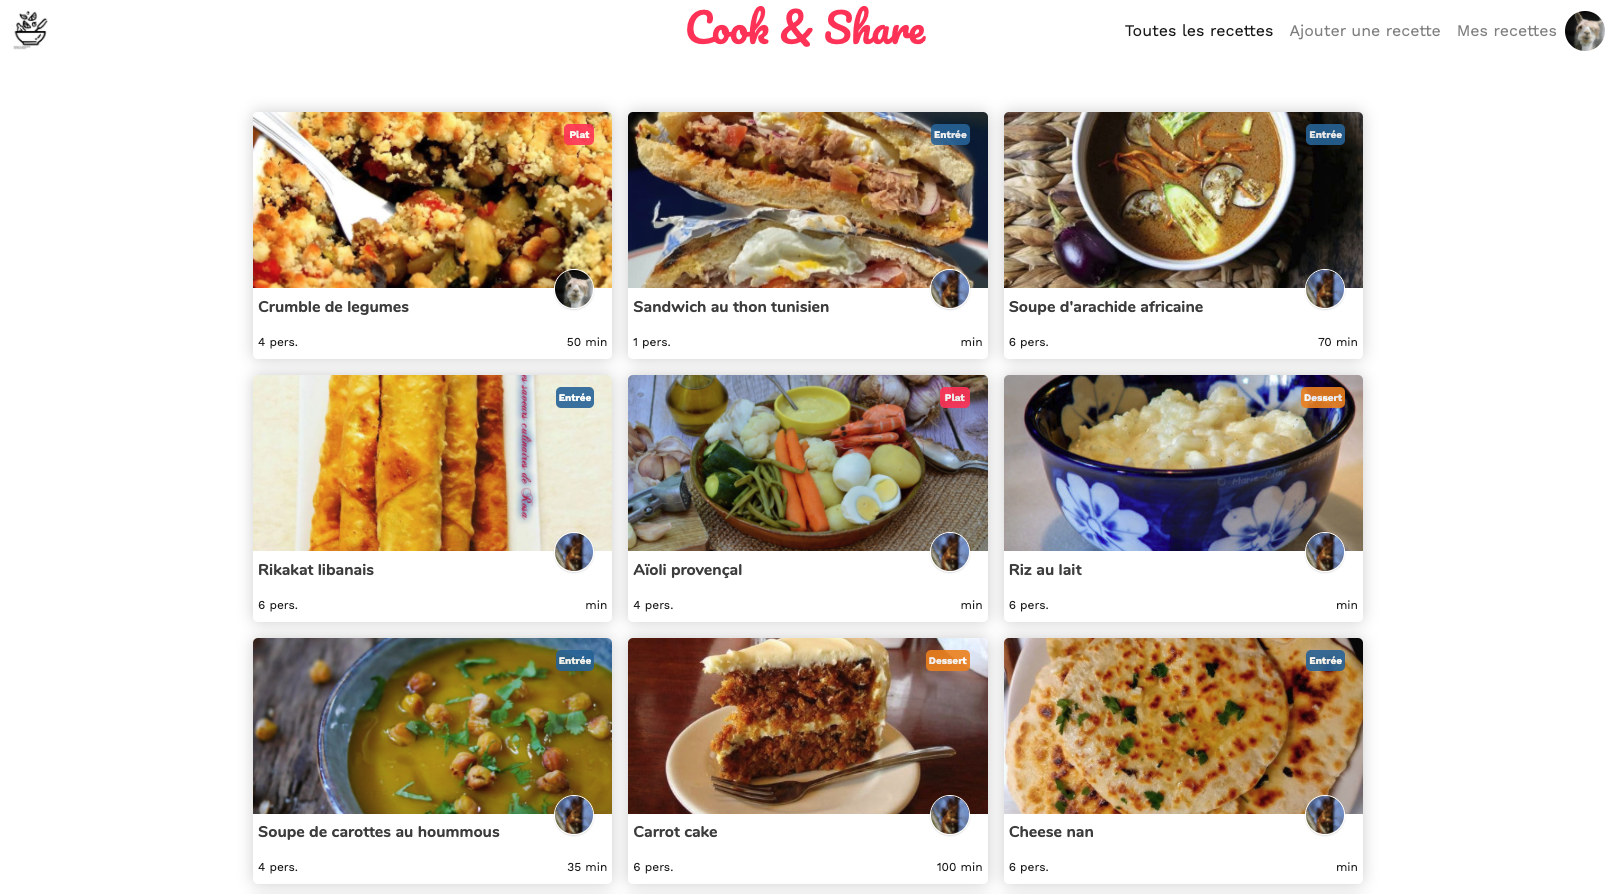 Cook & Share
Toutes les recettes Ajouter une recette Mes recettes
Plat
Crumble de legumes
4 pers. 50 min
Entrée
Sandwich au thon tunisien
1 pers. min
Entrée
Soupe d'arachide africaine
6 pers. 70 min
Entrée
culinaire de Rosa
Rikakat libanais
6 pers. min
Plat
Aïoli provençal
4 pers. min
Dessert
Riz au lait
6 pers. min
Entrée
Soupe de carottes au hoummous
4 pers. 35 min
Dessert
Carrot cake
6 pers. 100 min
Entrée
Cheese nan
6 pers. min